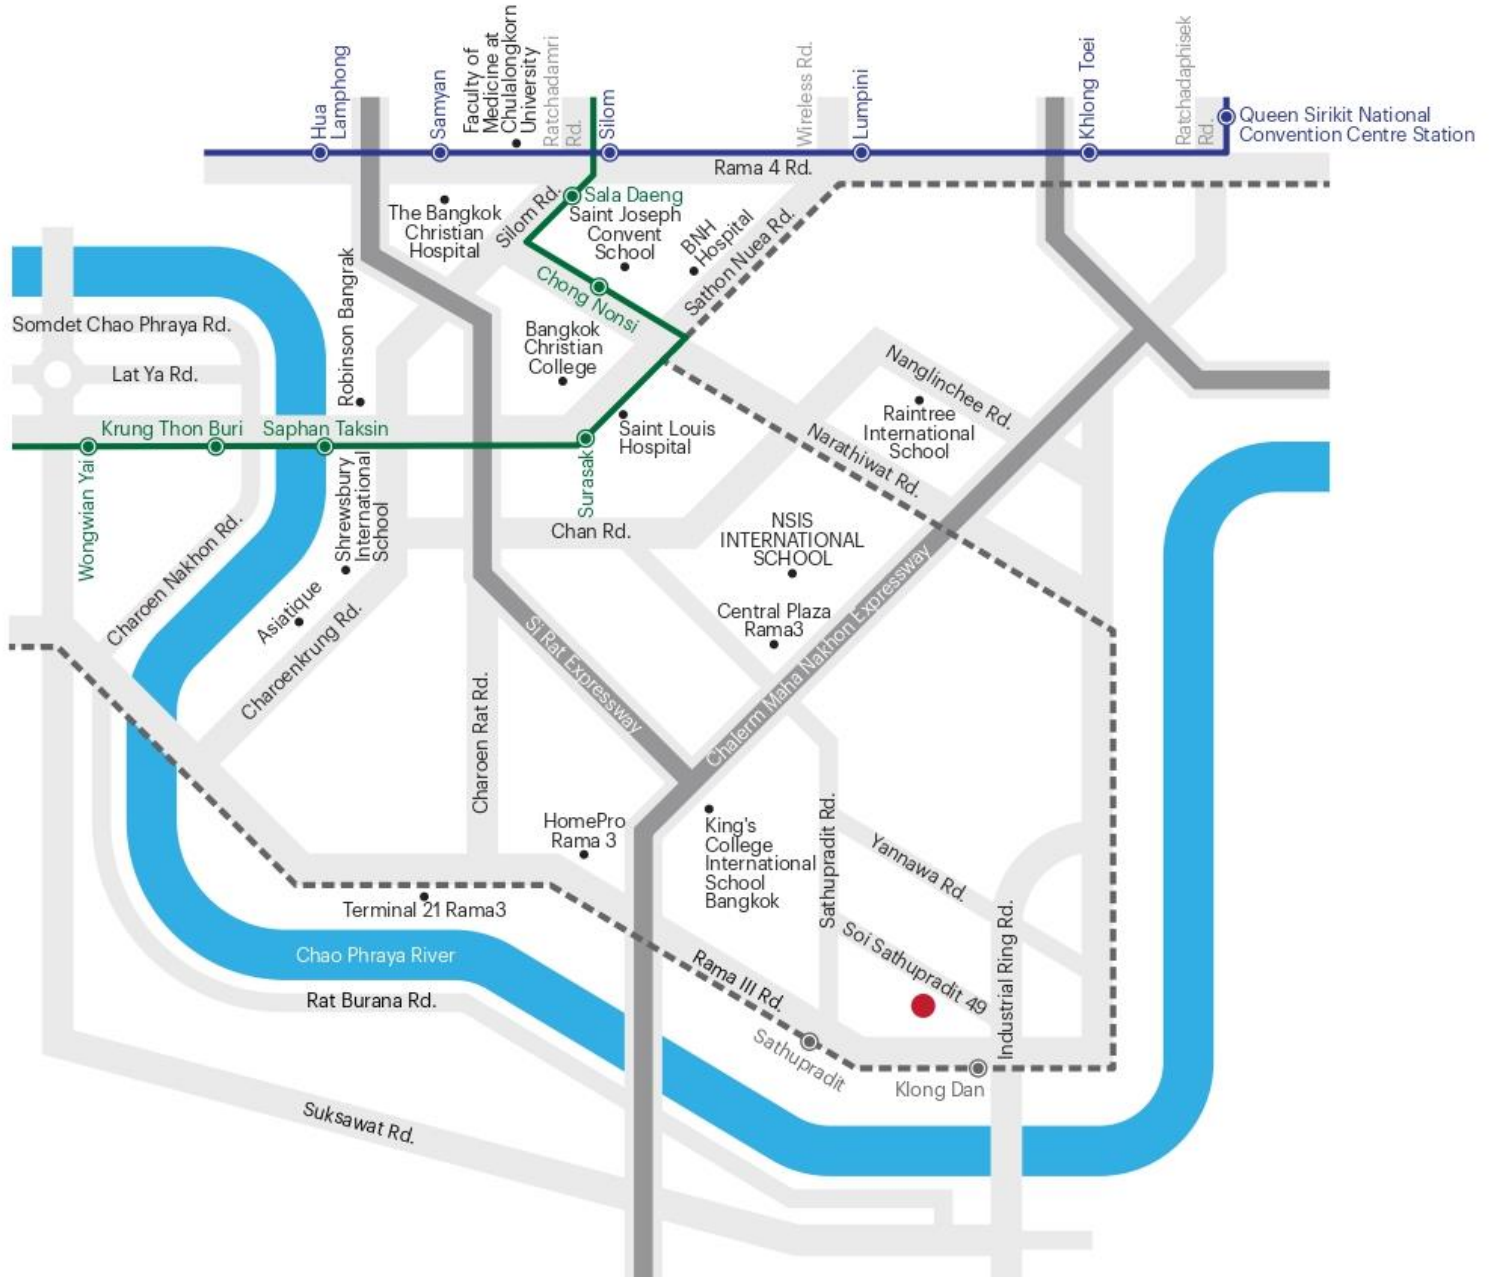 Hua
Lamphong
Samyan
Faculty of
Medicine at
Chulalongkorn
University
Ratchadamri
Rd.
Silom
Wireless Rd.
Lumpini
Khlong Toei
Ratchadaphisek
Rd.
Queen Sirikit National
Convention Centre Station
Rama 4 Rd.
Sala Daeng
Silom Rd.
The Bangkok
Christian
Hospital
Saint Joseph
Convent
School
BNH
Hospital
Sathon Nuea Rd.
Chong Nonsi
Robinson Bangrak
Somdet Chao Phraya Rd.
Lat Ya Rd.
Bangkok
Christian
College
Nanglinchee Rd.
Raintree
International
School
Krung Thon Buri
Saphan Taksin
Saint Louis
Hospital
Narathiwat Rd.
Wongwian Yai
Shrewsbury
International
School
Surasak
Chan Rd.
NSIS
INTERNATIONAL
SCHOOL
Charoen Nakhon Rd.
Asiatique
Charoenkrung Rd.
Central Plaza
Rama3
Si Rat Expressway
Chalerm Maha Nakhon Expressway
Charoen Rat Rd.
HomePro
Rama 3
King's
College
International
School
Bangkok
Sathupradit Rd.
Yannawa Rd.
Terminal 21 Rama3
Soi Sathupradit 49
Industrial Ring Rd.
Chao Phraya River
Rama III Rd.
Rat Burana Rd.
Sathupradit
Klong Dan
Suksawat Rd.